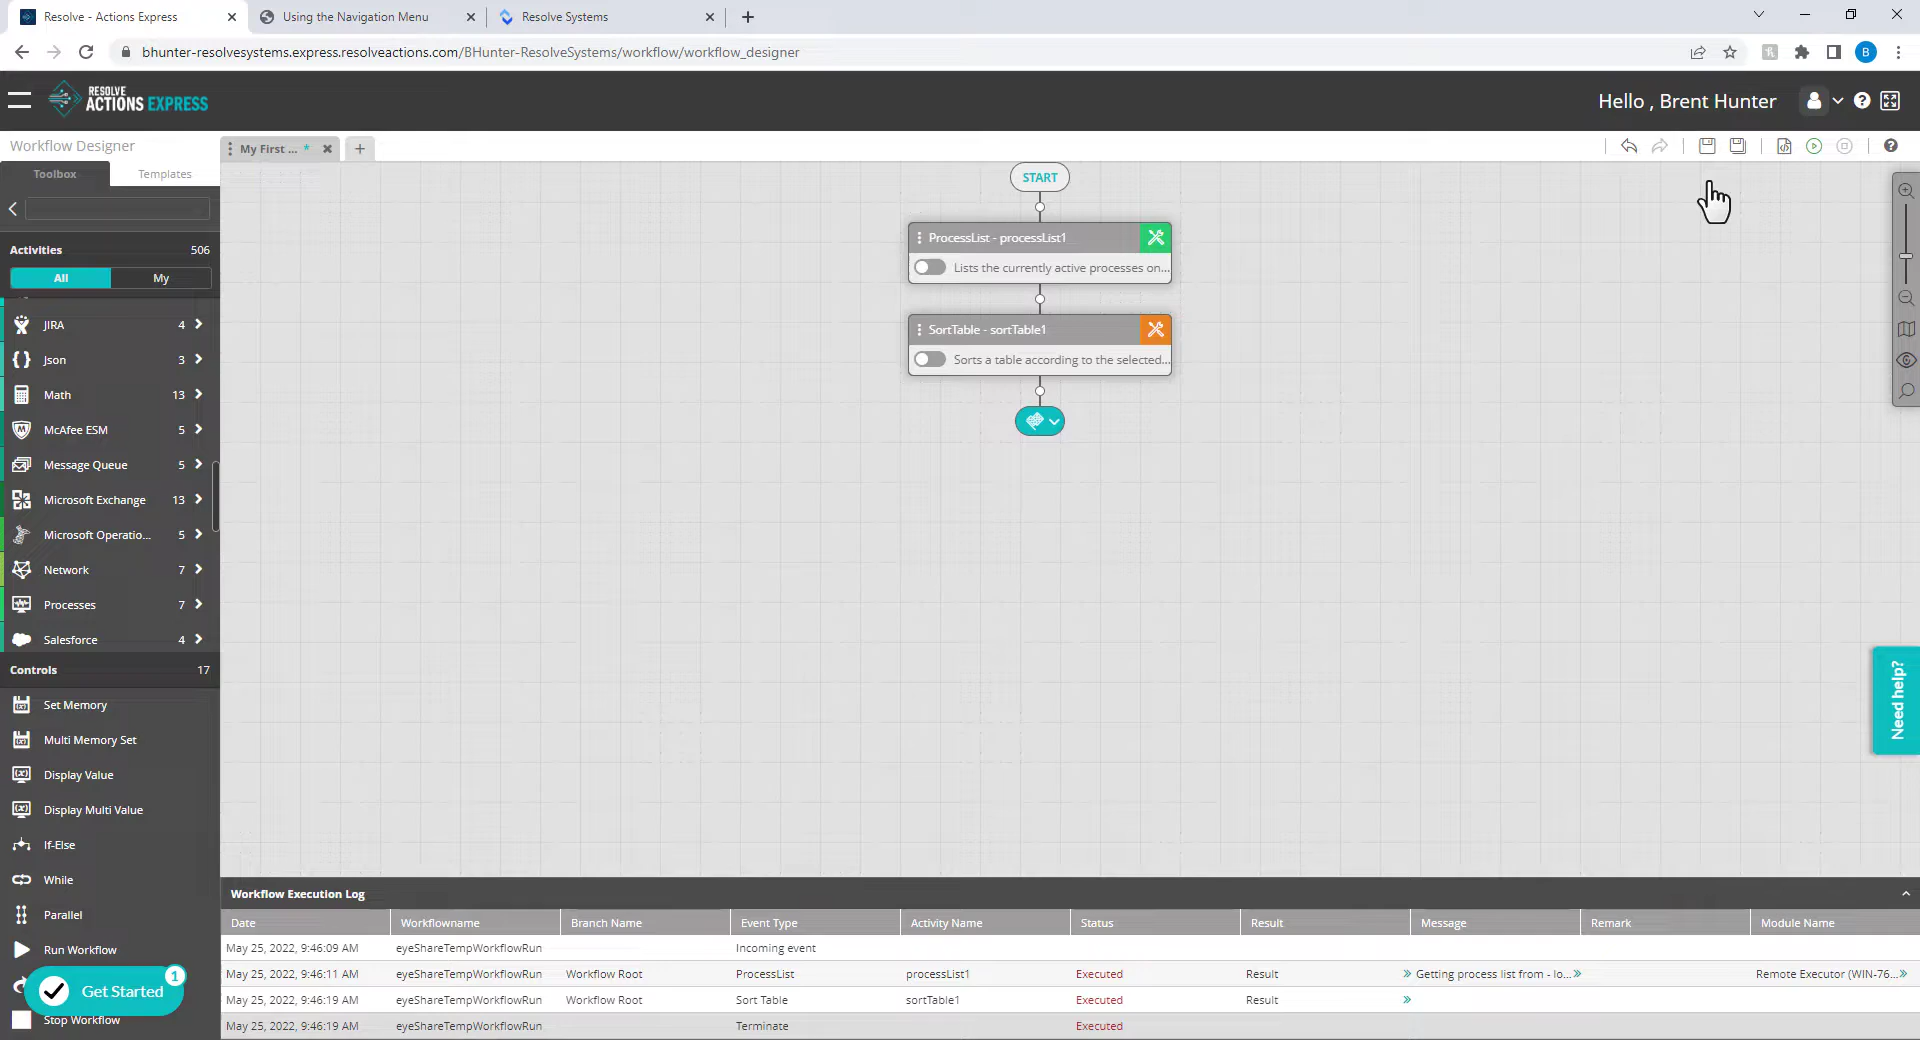 Resolve - Actions Express
Using the Navigation Menu
Resolve Systems
bhunter-resolvesystems.express.resolveactions.com/BHunter-ResolveSystems/workflow/workflow_designer
B
RESOLVE
ACTIONS EXPRESS
Hello , Brent Hunter
Workflow Designer
My First ... *
Toolbox
Templates
START
Activities 506
All
My
ProcessList - processList1
Lists the currently active processes on...
SortTable - sortTable1
Sorts a table according to the selected...
JIRA 4
Json 3
Math 13
McAfee ESM 5
Message Queue 5
Microsoft Exchange 13
Microsoft Operatio... 5
Network 7
Processes 7
Salesforce 4
Controls 17
Set Memory
Multi Memory Set
Display Value
Display Multi Value
If-Else
While
Parallel
Run Workflow
Get Started 1
Stop Workflow
Need help?
Workflow Execution Log
Date Workflowname Branch Name Event Type Activity Name Status Result Message Remark Module Name
May 25, 2022, 9:46:09 AM eyeShareTempWorkflowRun Incoming event
May 25, 2022, 9:46:11 AM eyeShareTempWorkflowRun Workflow Root ProcessList processList1 Executed Result Getting process list from - lo... Remote Executor (WIN-76...
May 25, 2022, 9:46:19 AM eyeShareTempWorkflowRun Workflow Root Sort Table sortTable1 Executed Result
May 25, 2022, 9:46:19 AM eyeShareTempWorkflowRun Terminate Executed